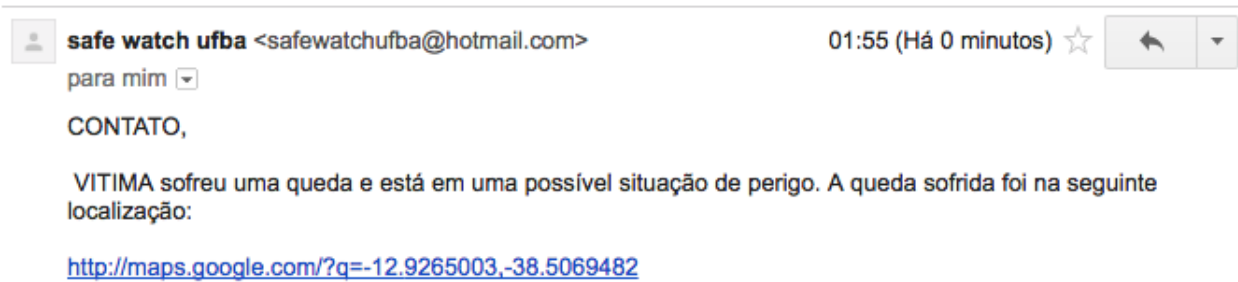 safe watch ufba <safewatchufba@hotmail.com> 01:55 (Há 0 minutos)
para mim
CONTATO,
VITIMA sofreu uma queda e está em uma possível situação de perigo. A queda sofrida foi na seguinte
localização:
http://maps.google.com/?q=-12.9265003,-38.5069482